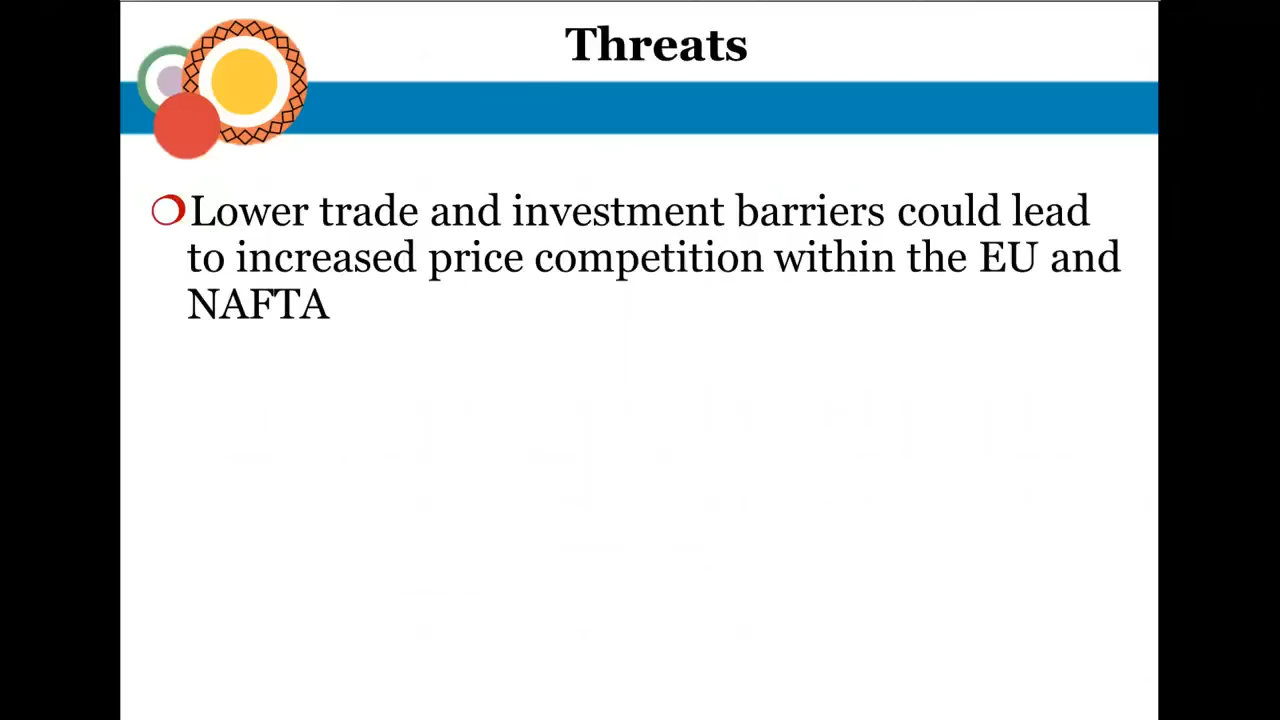 Threats
Lower trade and investment barriers could lead
to increased price competition within the EU and
NAFTA